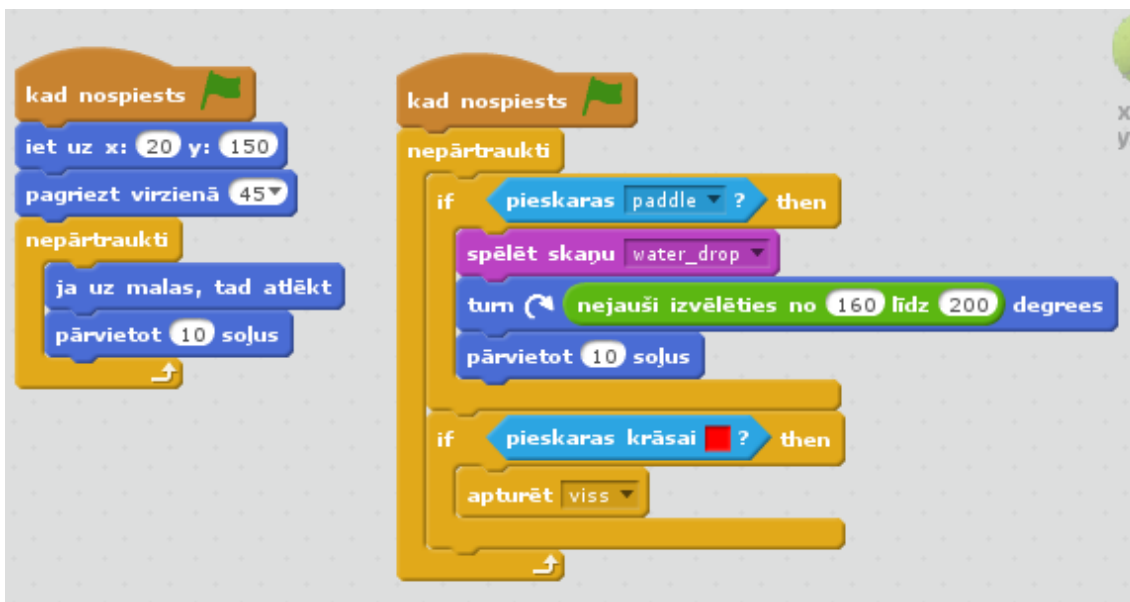 kad nospiests
iet uz x: 20 y: 150
pagriezt virzienā 45
nepārtraukti
ja uz malas, tad atlēkt
pārvietot 10 soļus
kad nospiests
nepārtraukti
if pieskaras paddle ? then
spēlēt skaņu water_drop
turn nejauši izvēlēties no 160 līdz 200 degrees
pārvietot 10 soļus
if pieskaras krāsai ? then
apturēt viss
x
y